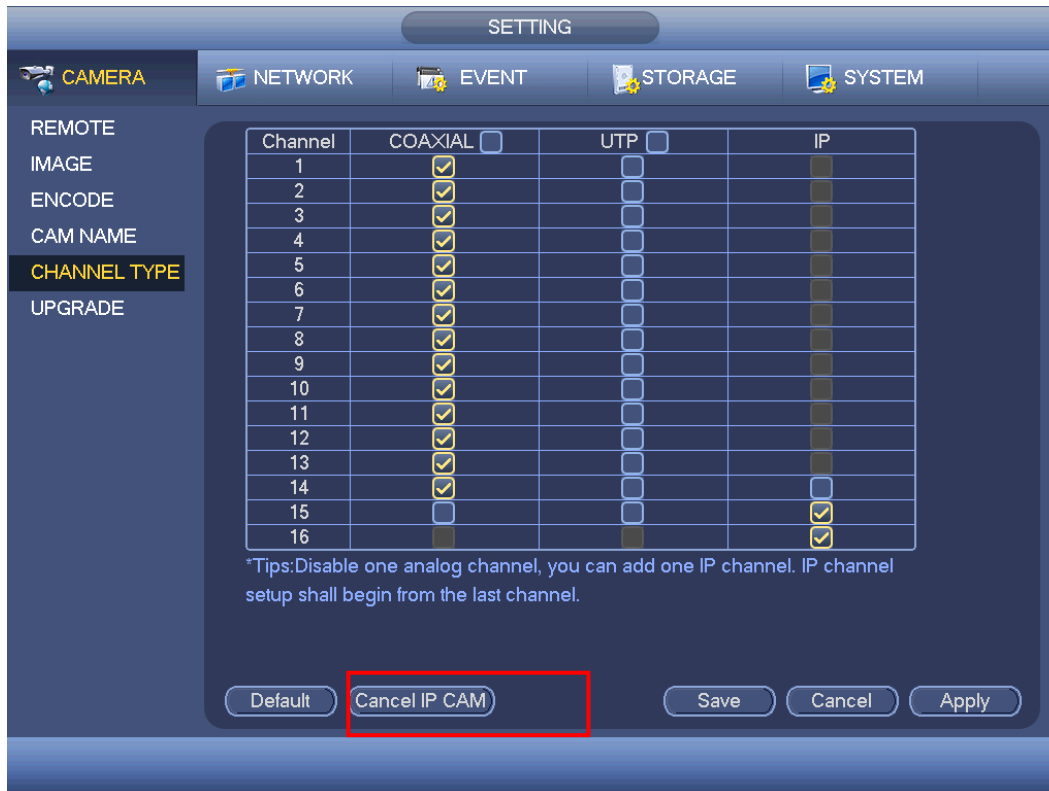 SETTING
CAMERA NETWORK EVENT STORAGE SYSTEM
REMOTE
IMAGE
ENCODE
CAM NAME
CHANNEL TYPE
UPGRADE
Channel COAXIAL UTP IP
1
2
3
4
5
6
7
8
9
10
11
12
13
14
15
16
*Tips:Disable one analog channel, you can add one IP channel. IP channel
setup shall begin from the last channel.
Default Cancel IP CAM Save Cancel Apply